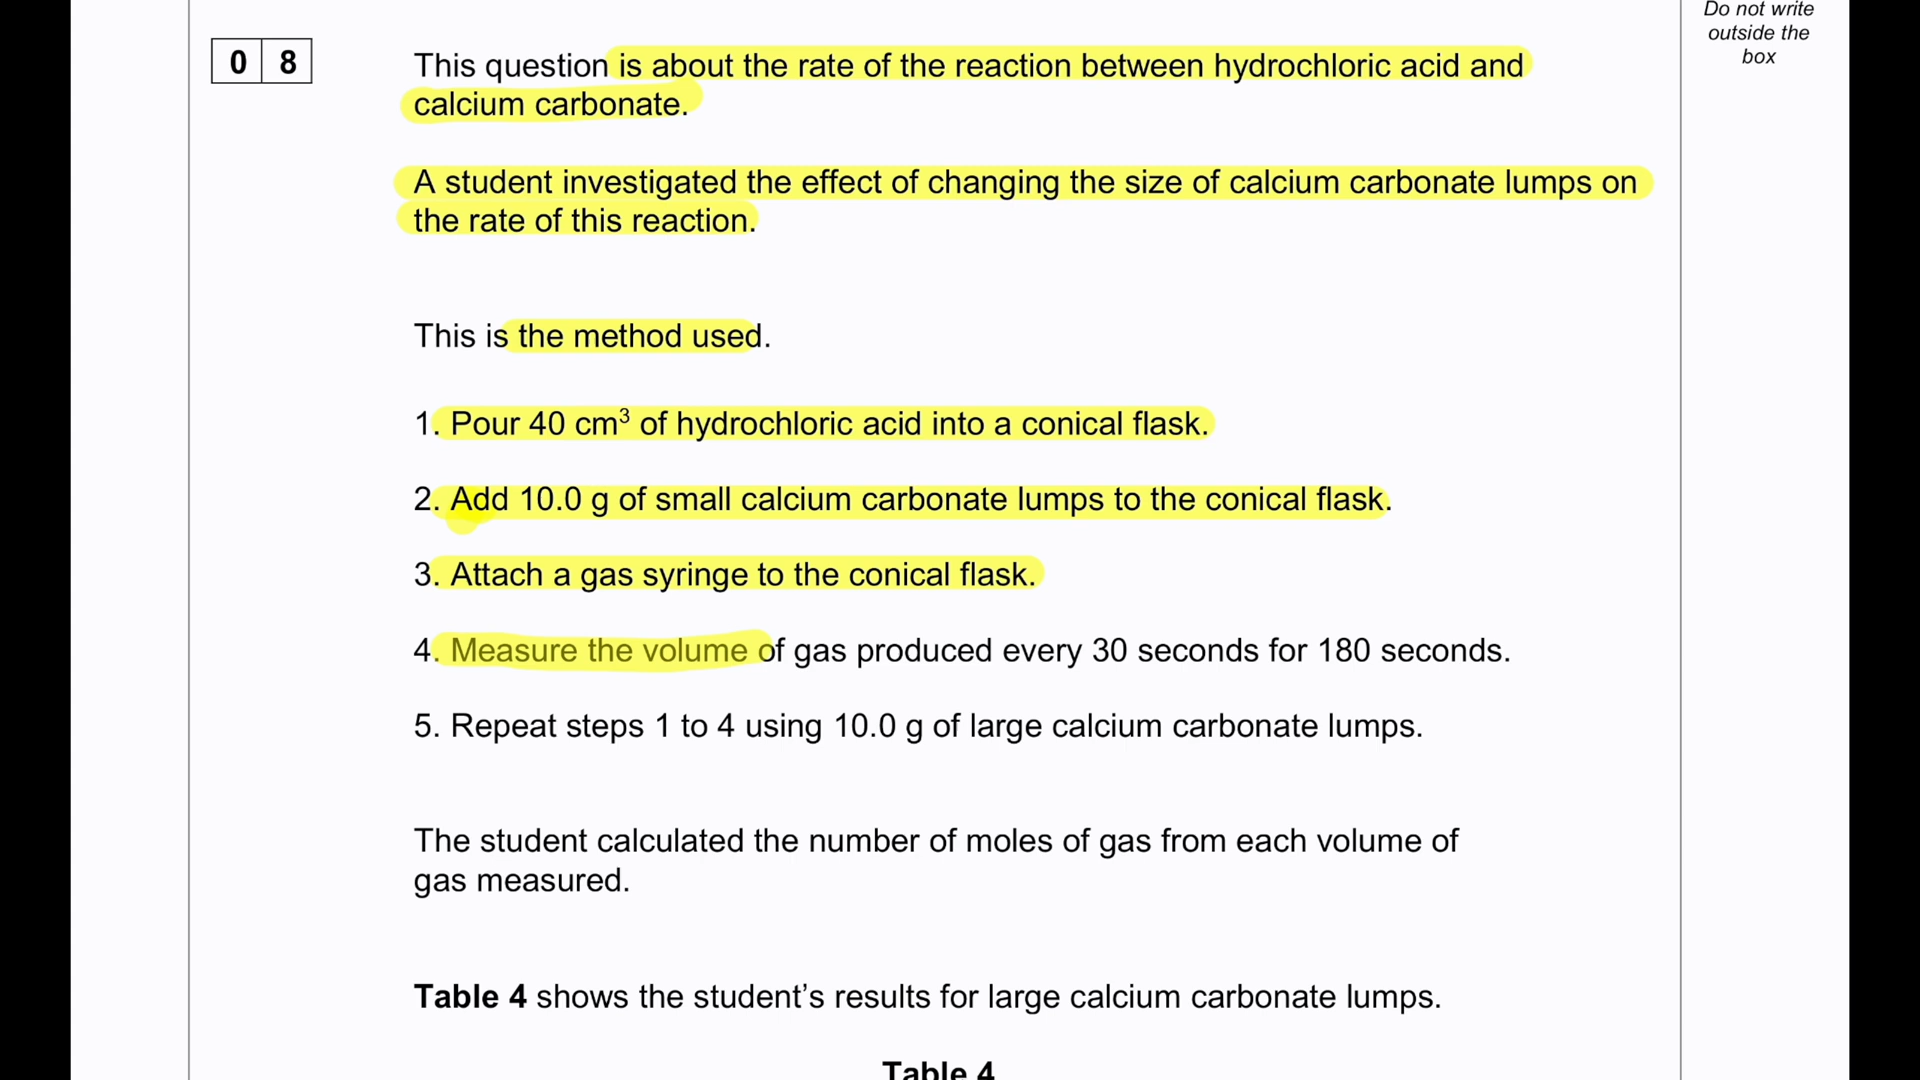 Do not write
outside the
box
0 8
This question is about the rate of the reaction between hydrochloric acid and
calcium carbonate.
A student investigated the effect of changing the size of calcium carbonate lumps on
the rate of this reaction.
This is the method used.
1. Pour 40 cm³ of hydrochloric acid into a conical flask.
2. Add 10.0 g of small calcium carbonate lumps to the conical flask.
3. Attach a gas syringe to the conical flask.
4. Measure the volume of gas produced every 30 seconds for 180 seconds.
5. Repeat steps 1 to 4 using 10.0 g of large calcium carbonate lumps.
The student calculated the number of moles of gas from each volume of
gas measured.
Table 4 shows the student’s results for large calcium carbonate lumps.
Table 4